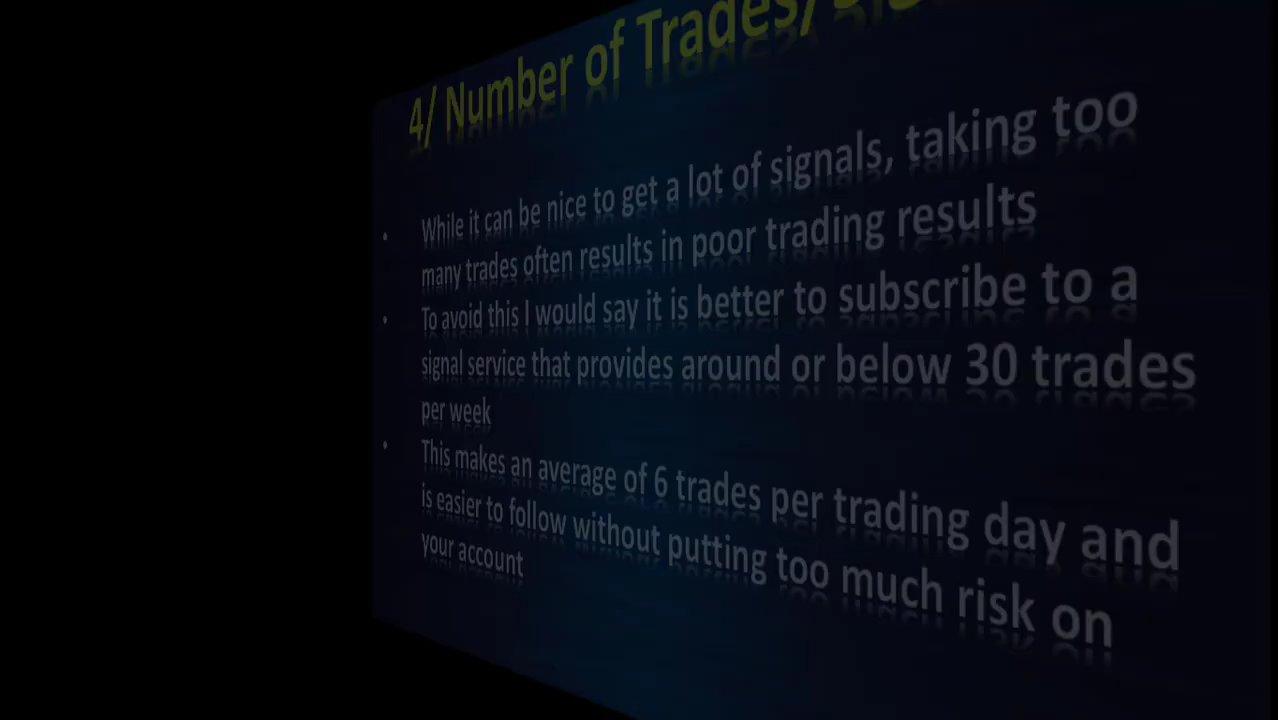 4/ Number of Trades/
While it can be nice to get a lot of signals, taking too
many trades often results in poor trading results
To avoid this I would say it is better to subscribe to a
signal service that provides around or below 30 trades
per week
This makes an average of 6 trades per trading day and
is easier to follow without putting too much risk on
your account